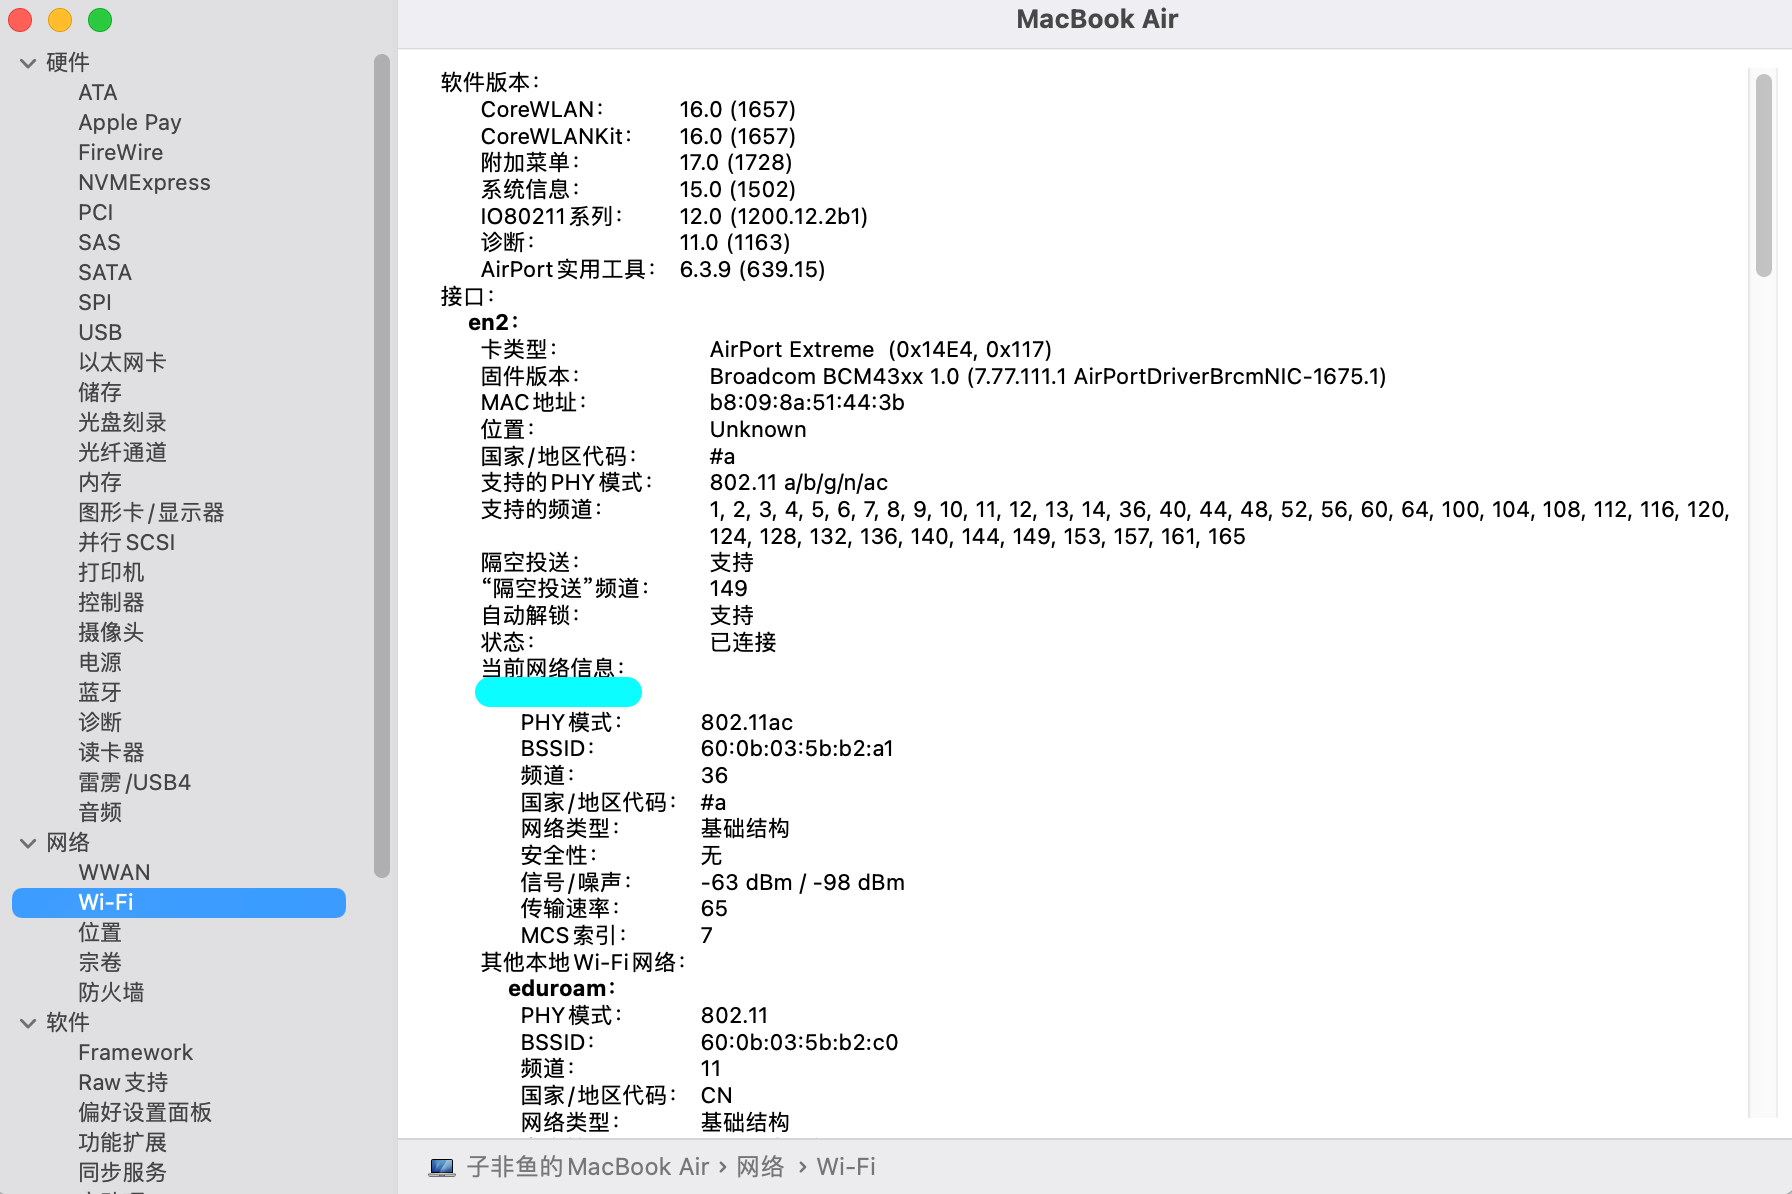 MacBook Air
硬件
ATA
Apple Pay
FireWire
NVMExpress
PCI
SAS
SATA
SPI
USB
以太网卡
储存
光盘刻录
光纤通道
内存
图形卡/显示器
并行SCSI
打印机
控制器
摄像头
电源
蓝牙
诊断
读卡器
雷雳/USB4
音频
网络
WWAN
Wi-Fi
位置
宗卷
防火墙
软件
Framework
Raw支持
偏好设置面板
功能扩展
同步服务
软件版本：
CoreWLAN： 16.0 (1657)
CoreWLANKit： 16.0 (1657)
附加菜单： 17.0 (1728)
系统信息： 15.0 (1502)
IO80211系列： 12.0 (1200.12.2b1)
诊断： 11.0 (1163)
AirPort实用工具： 6.3.9 (639.15)
接口：
en2：
卡类型： AirPort Extreme  (0x14E4, 0x117)
固件版本： Broadcom BCM43xx 1.0 (7.77.111.1 AirPortDriverBrcmNIC-1675.1)
MAC地址： b8:09:8a:51:44:3b
位置： Unknown
国家/地区代码： #a
支持的PHY模式： 802.11 a/b/g/n/ac
支持的频道： 1, 2, 3, 4, 5, 6, 7, 8, 9, 10, 11, 12, 13, 14, 36, 40, 44, 48, 52, 56, 60, 64, 100, 104, 108, 112, 116, 120,
124, 128, 132, 136, 140, 144, 149, 153, 157, 161, 165
隔空投送： 支持
“隔空投送”频道： 149
自动解锁： 支持
状态： 已连接
当前网络信息：
PHY模式： 802.11ac
BSSID： 60:0b:03:5b:b2:a1
频道： 36
国家/地区代码： #a
网络类型： 基础结构
安全性： 无
信号/噪声： -63 dBm / -98 dBm
传输速率： 65
MCS索引： 7
其他本地Wi-Fi网络：
eduroam：
PHY模式： 802.11
BSSID： 60:0b:03:5b:b2:c0
频道： 11
国家/地区代码： CN
网络类型： 基础结构
子非鱼的MacBook Air › 网络 › Wi-Fi